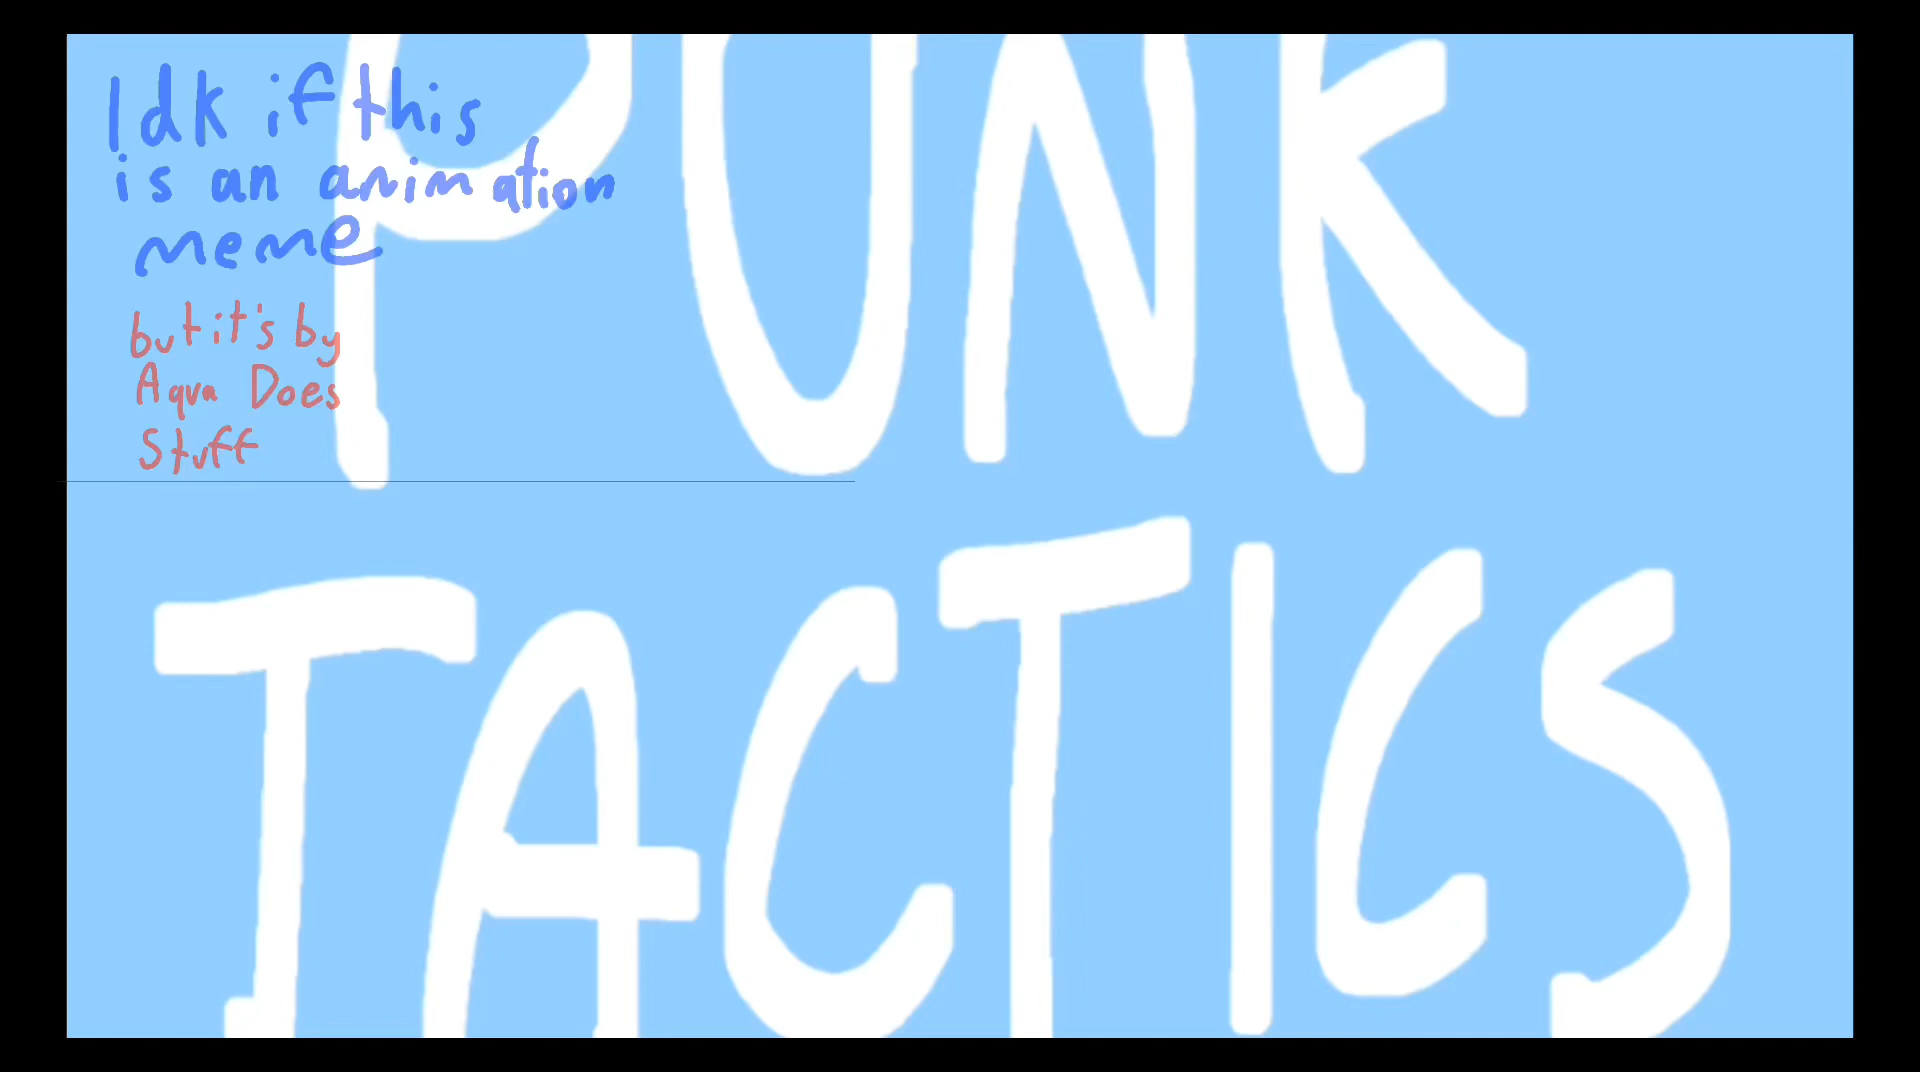 Idk if this
is an animation
meme
but it's by
Aqua Does
Stuff
PUNK
TACTICS